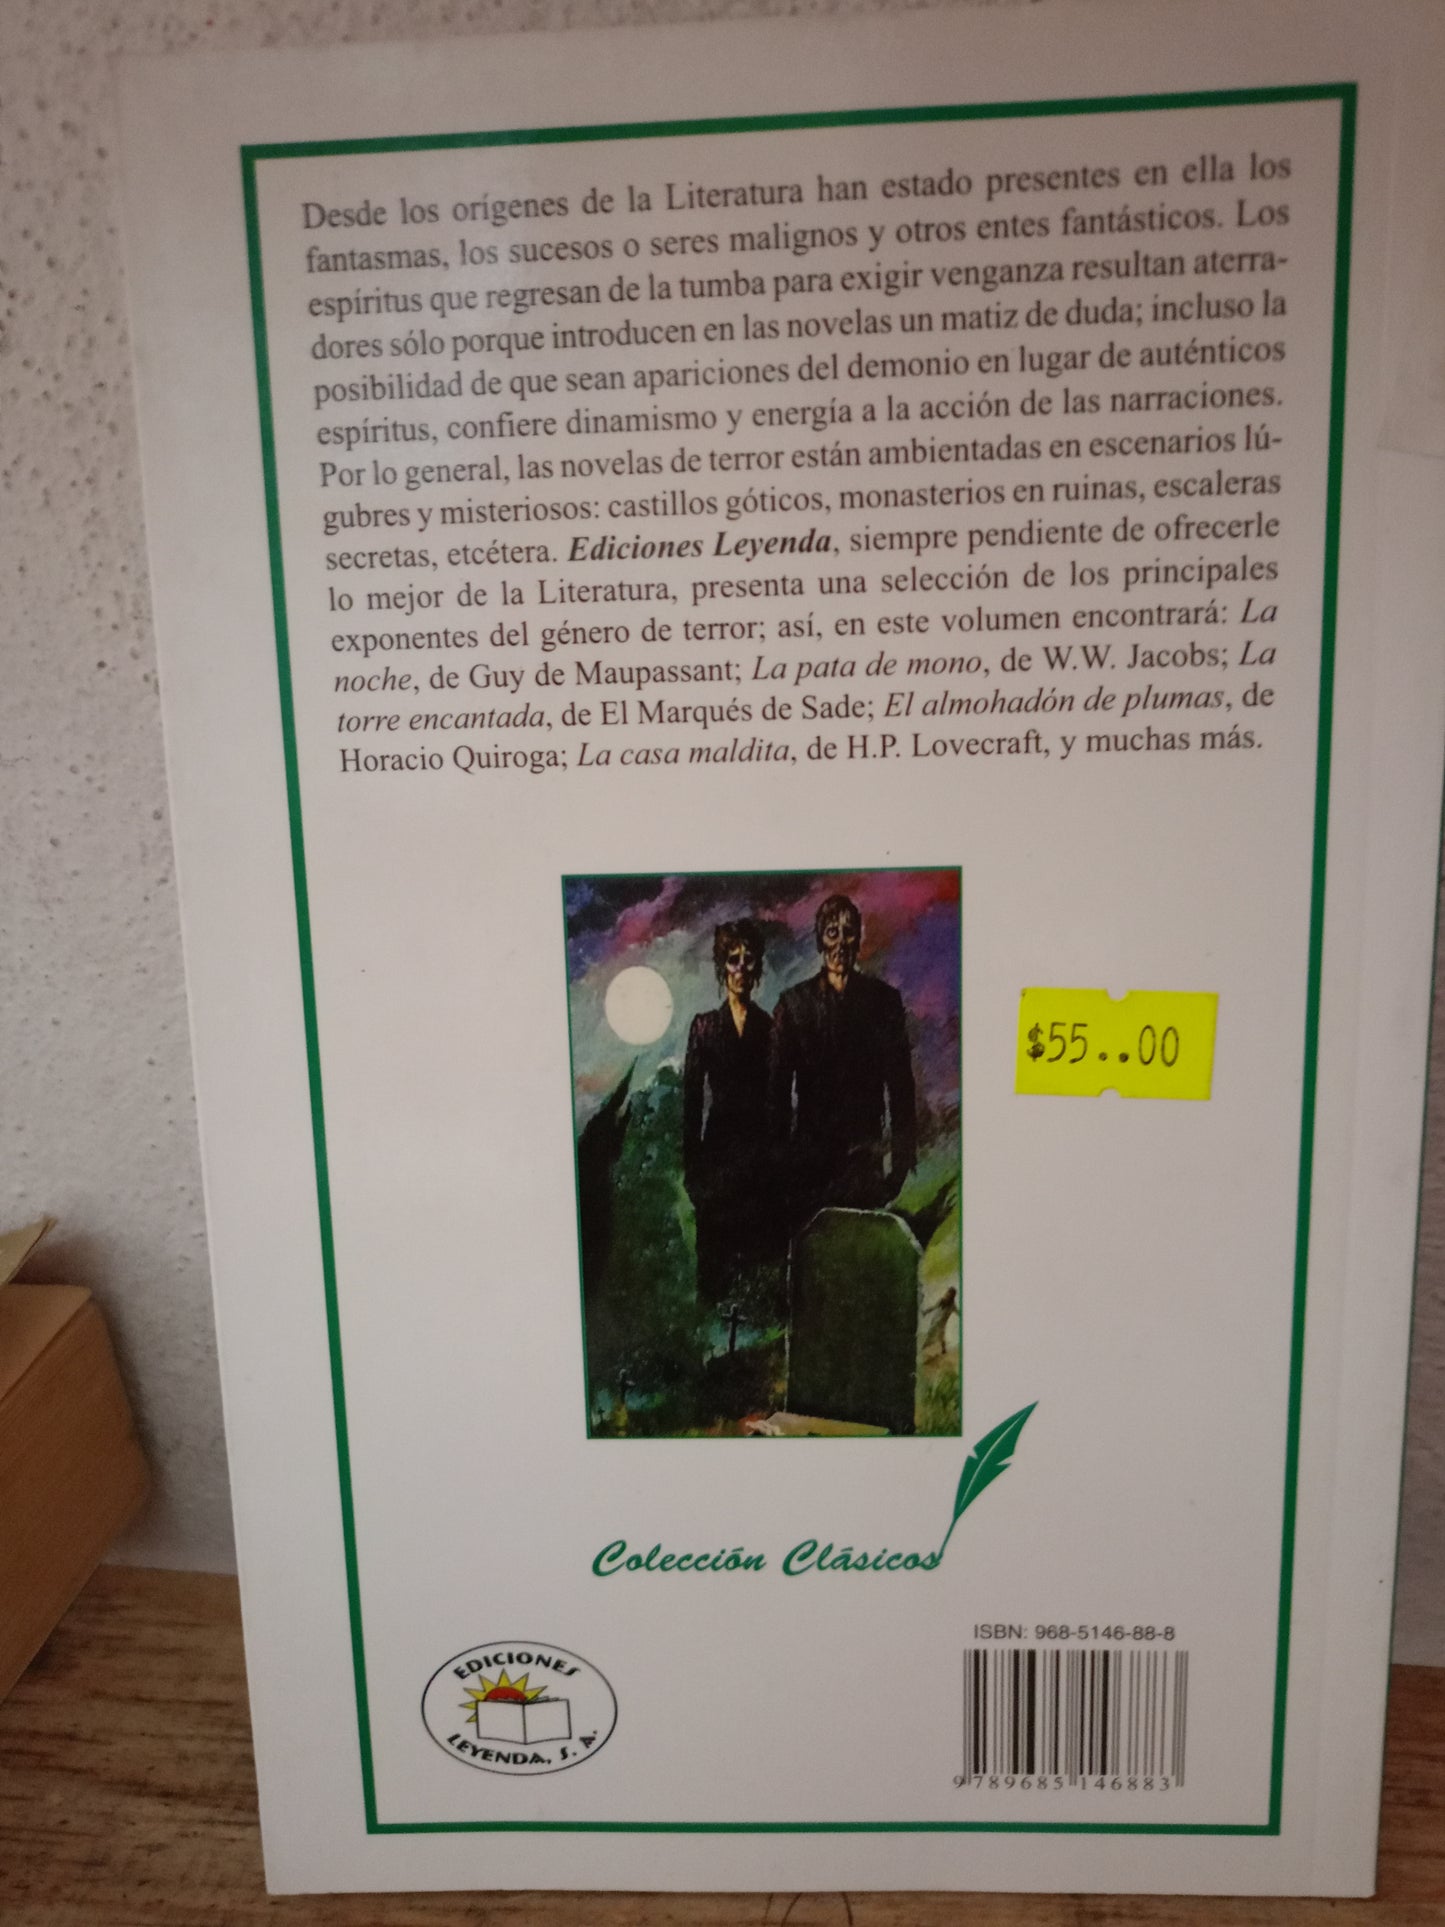 Desde los orígenes de la Literatura han estado presentes en ella los
fantasmas, los sucesos o seres malignos y otros entes fantásticos. Los
espíritus que regresan de la tumba para exigir venganza resultan aterra-
dores sólo porque introducen en las novelas un matiz de duda; incluso la
posibilidad de que sean apariciones del demonio en lugar de auténticos
espíritus, confiere dinamismo y energía a la acción de las narraciones.
Por lo general, las novelas de terror están ambientadas en escenarios lú-
gubres y misteriosos: castillos góticos, monasterios en ruinas, escaleras
secretas, etcétera. Ediciones Leyenda, siempre pendiente de ofrecerle
lo mejor de la Literatura, presenta una selección de los principales
exponentes del género de terror; así, en este volumen encontrará: La
noche, de Guy de Maupassant; La pata de mono, de W.W. Jacobs; La
torre encantada, de El Marqués de Sade; El almohadón de plumas, de
Horacio Quiroga; La casa maldita, de H.P. Lovecraft, y muchas más.
$55..00
Colección Clásicos
EDICIONES
LEYENDA, S. A.
ISBN: 968-5146-88-8
9 789685 146883